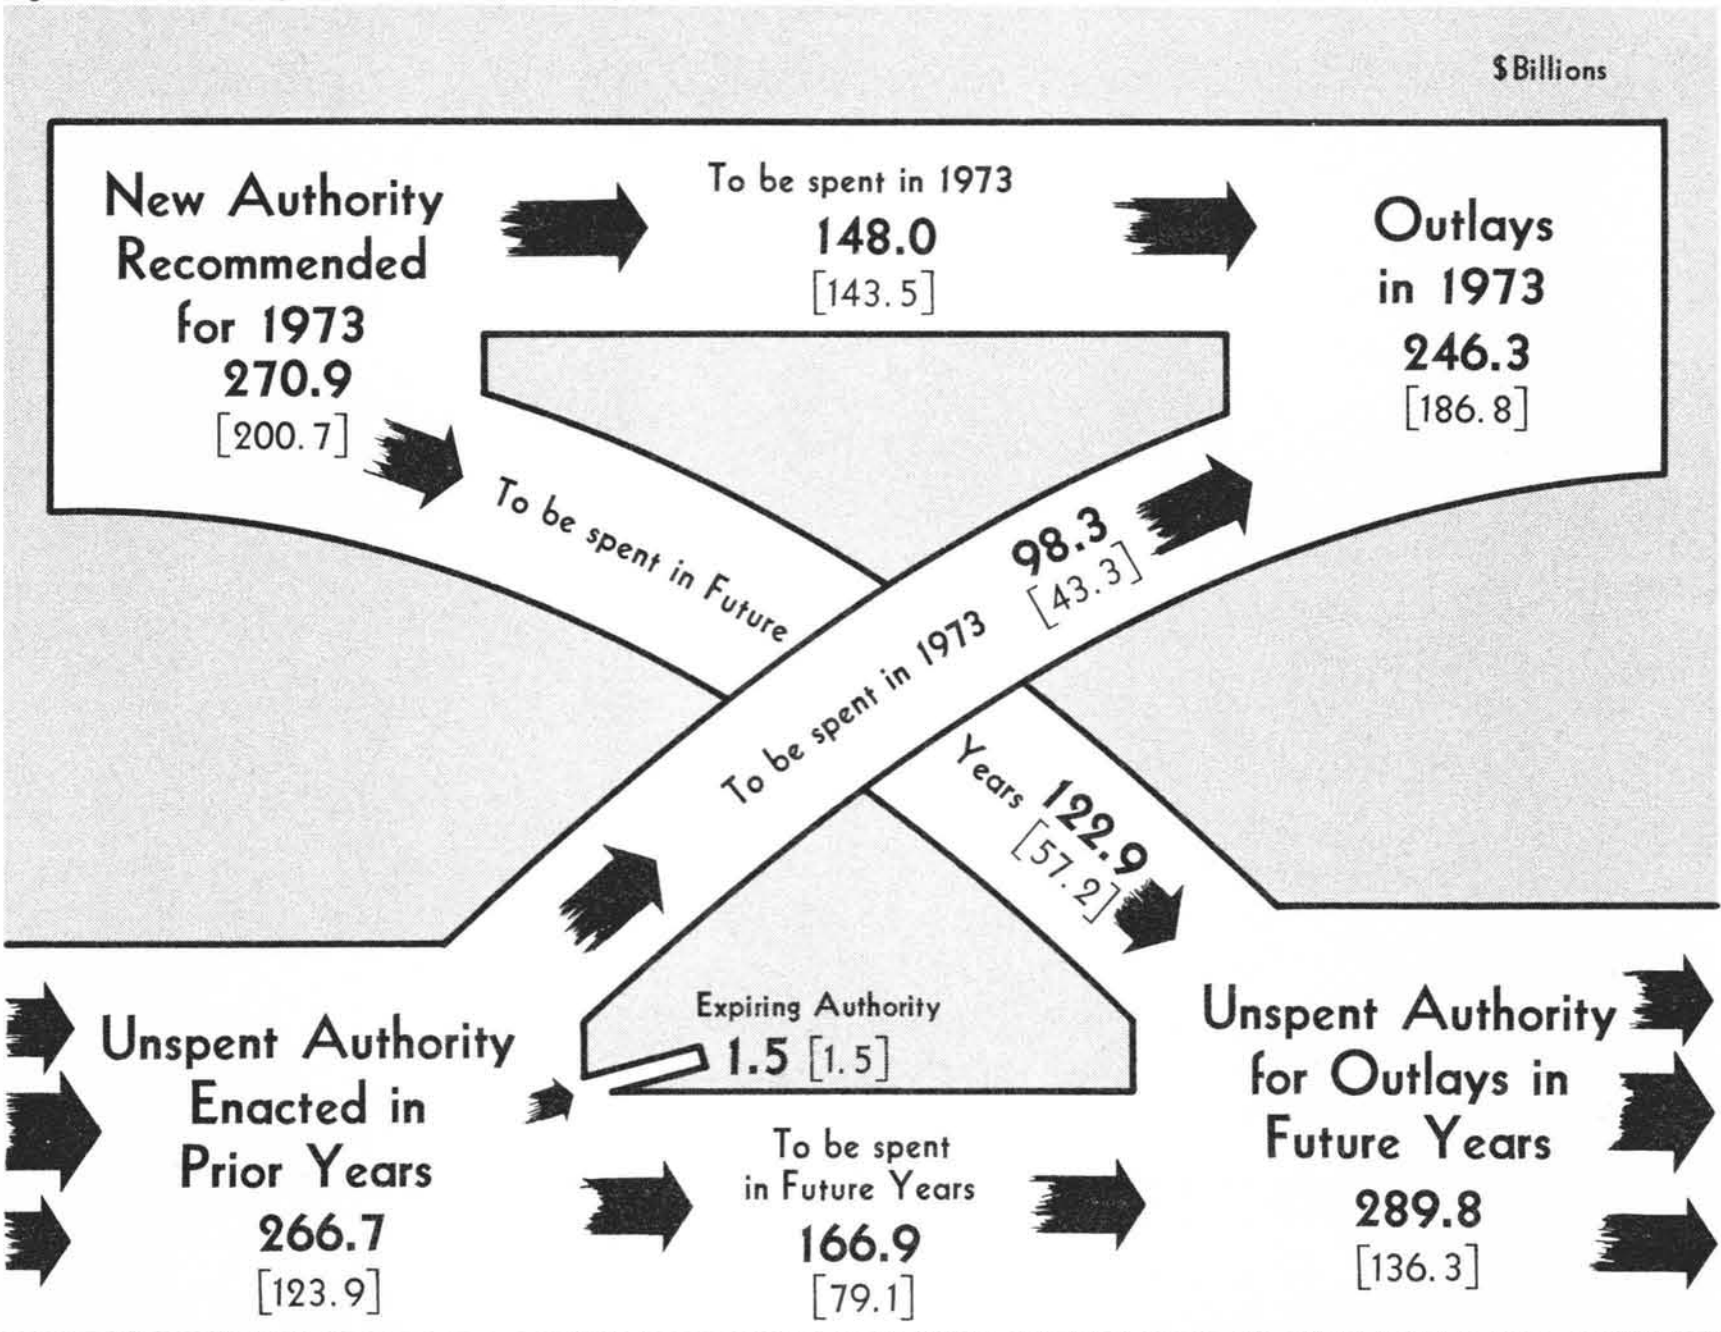 $Billions
New Authority
Recommended
for 1973
270.9
[200.7]
To be spent in 1973
148.0
[143.5]
Outlays
in 1973
246.3
[186.8]
To be spent in Future
Years 122.9
[57.2]
To be spent in 1973 98.3
[43.3]
Expiring Authority
1.5 [1.5]
Unspent Authority
Enacted in
Prior Years
266.7
[123.9]
To be spent
in Future Years
166.9
[79.1]
Unspent Authority
for Outlays in
Future Years
289.8
[136.3]